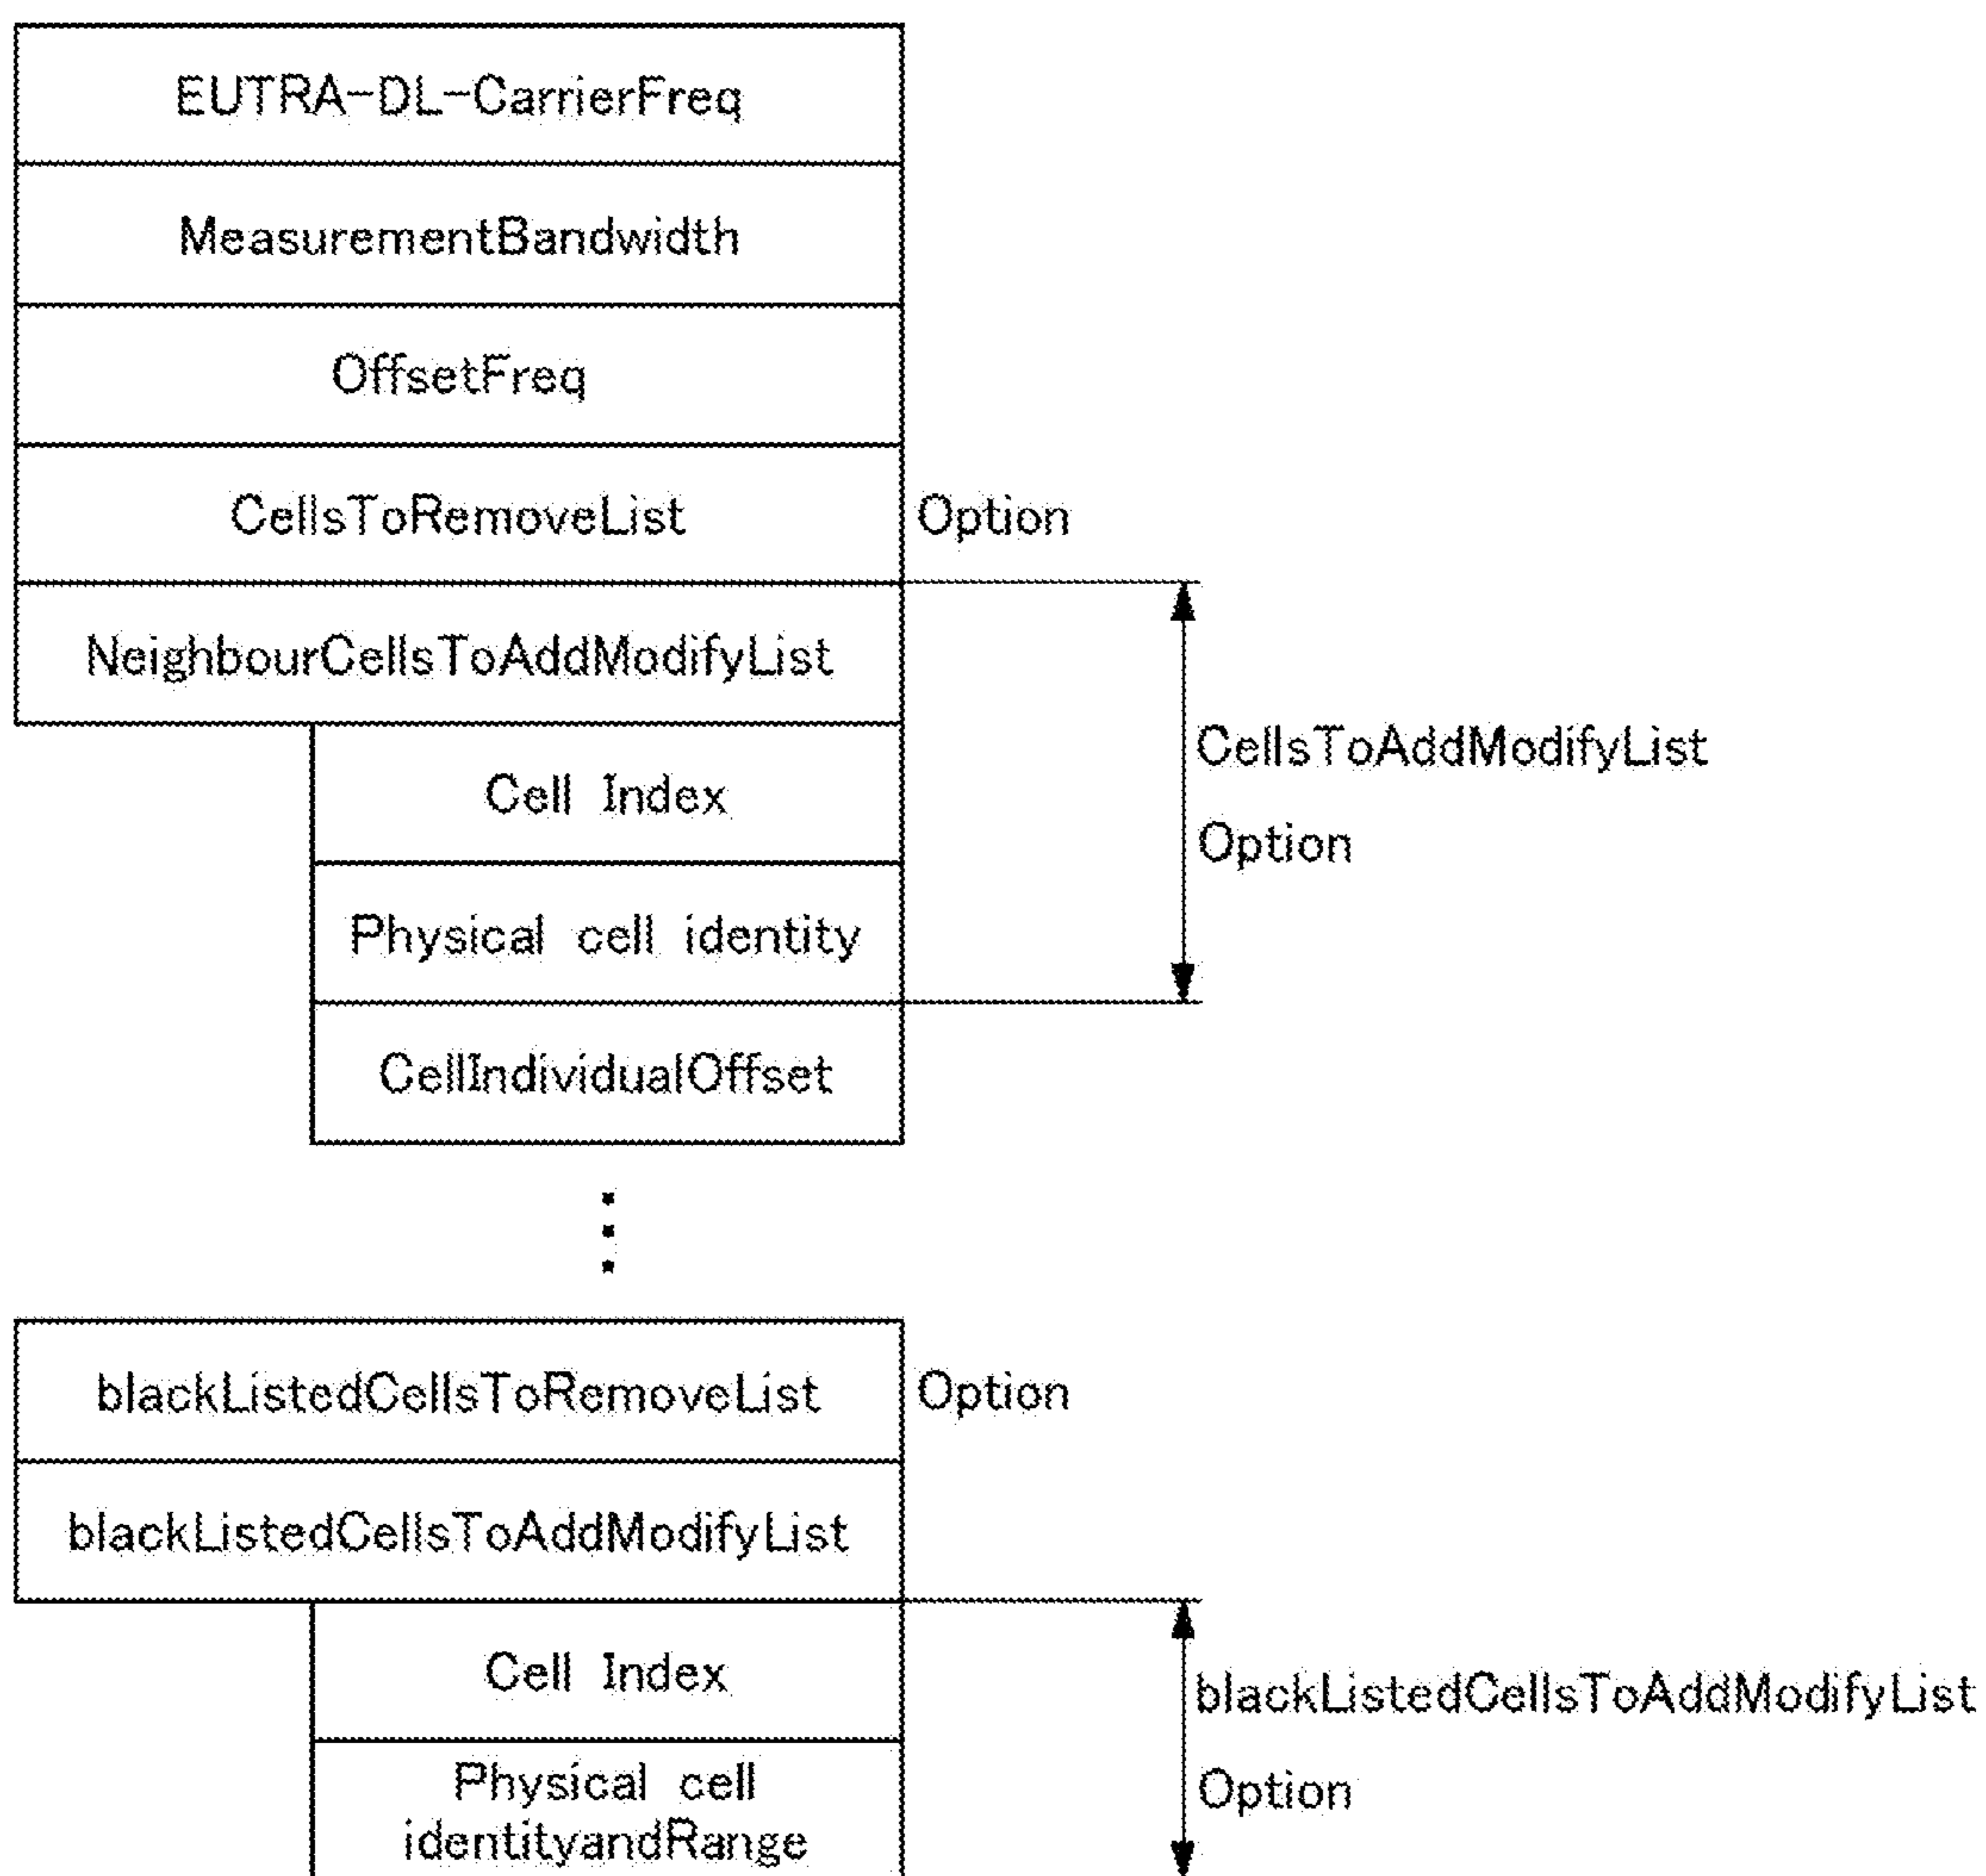 EUTRA-DL-CarrierFreq
MeasurementBandwidth
OffsetFreq
CellsToRemoveList
Option
NeighbourCellsToAddModifyList
CellsToAddModifyList
Option
Cell Index
Physical cell identity
CellIndividualOffset
blackListedCellsToRemoveList
Option
blackListedCellsToAddModifyList
Cell Index
Physical cell
identityandRange
blackListedCellsToAddModifyList
Option